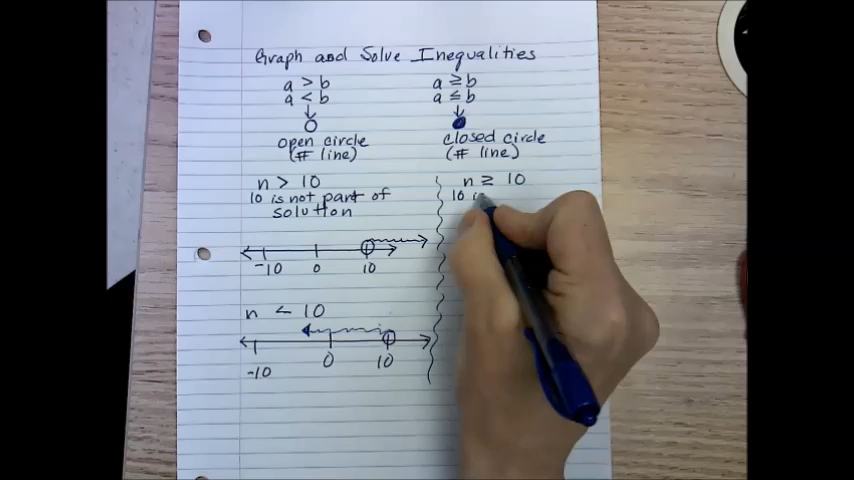 Graph and Solve Inequalities
a > b
a < b
a ≥ b
a ≤ b
open circle
(# line)
closed circle
(# line)
n > 10
10 is not part of
solution
-10 0 10
n < 10
-10 0 10
n ≥ 10
10 i